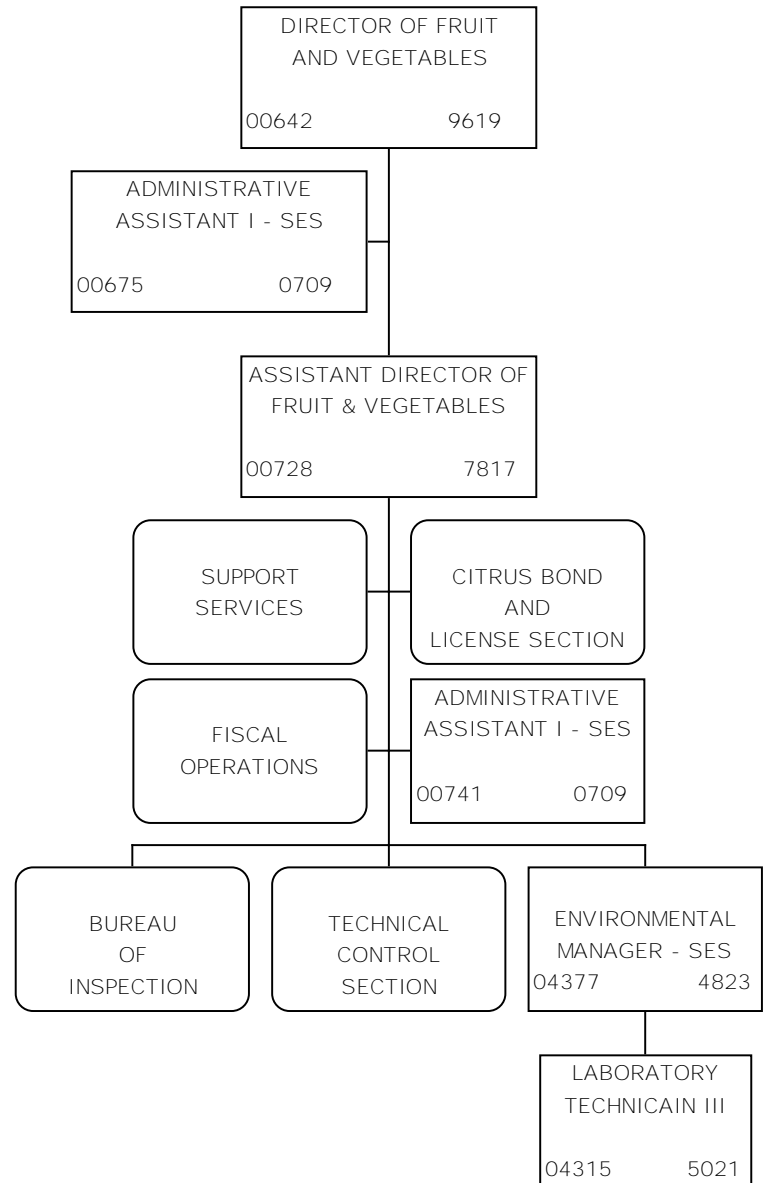 DIRECTOR OF FRUIT
AND VEGETABLES
00642 9619
ADMINISTRATIVE
ASSISTANT I - SES
00675 0709
ASSISTANT DIRECTOR OF
FRUIT & VEGETABLES
00728 7817
SUPPORT
SERVICES
CITRUS BOND
AND
LICENSE SECTION
FISCAL
OPERATIONS
ADMINISTRATIVE
ASSISTANT I - SES
00741 0709
BUREAU
OF
INSPECTION
TECHNICAL
CONTROL
SECTION
ENVIRONMENTAL
MANAGER - SES
04377 4823
LABORATORY
TECHNICAIN III
04315 5021